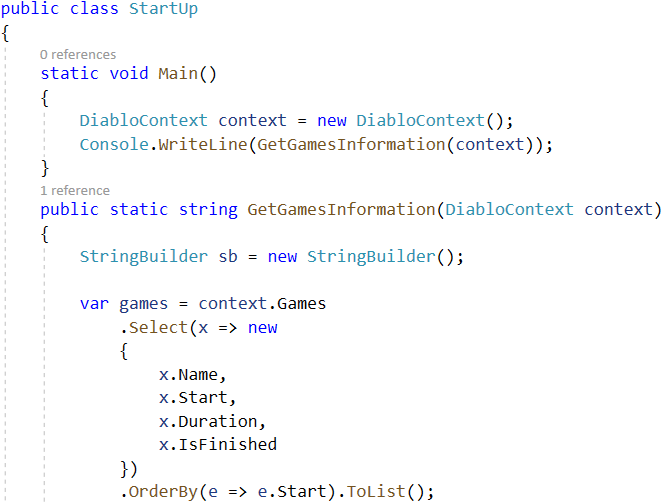 public class StartUp
{
0 references
static void Main()
{
DiabloContext context = new DiabloContext();
Console.WriteLine(GetGamesInformation(context));
}
1 reference
public static string GetGamesInformation(DiabloContext context)
{
StringBuilder sb = new StringBuilder();
var games = context.Games
.Select(x => new
{
x.Name,
x.Start,
x.Duration,
x.IsFinished
})
.OrderBy(e => e.Start).ToList();